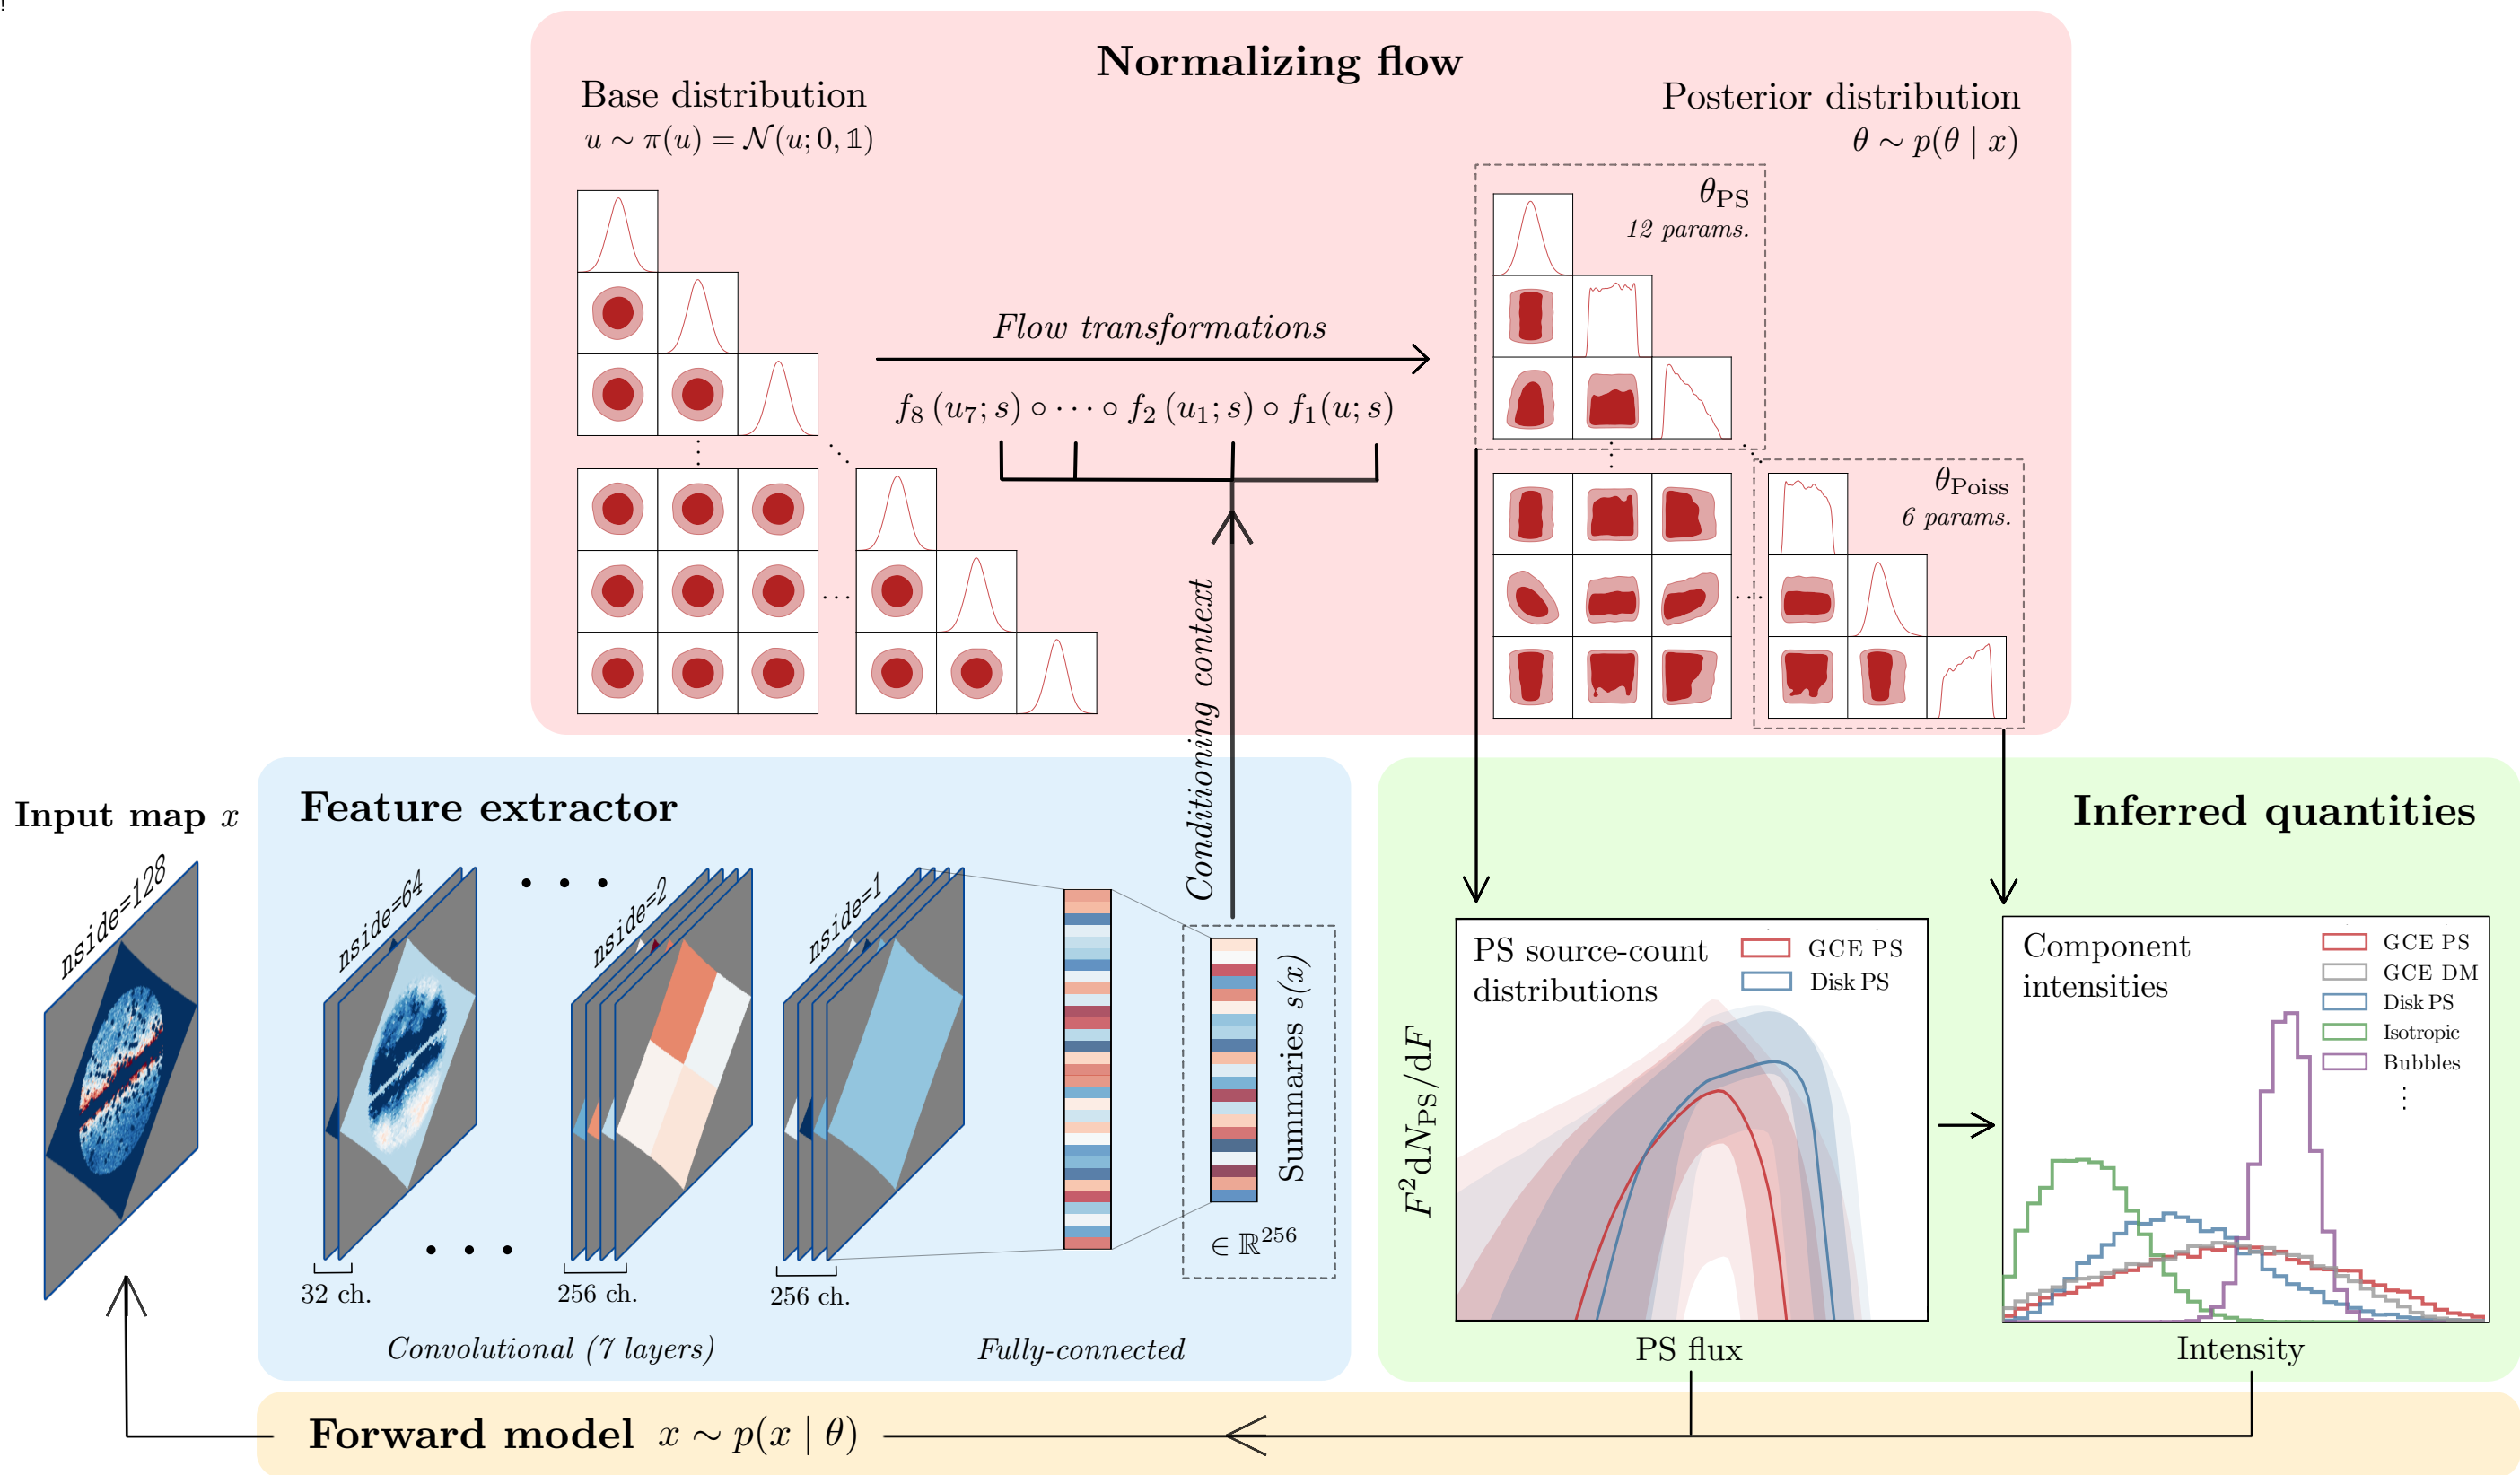 !
Normalizing flow
Base distribution
u ∼ π(u) = 𝒩(u; 0, 𝟙)
Posterior distribution
θ ∼ p(θ | x)
θ_PS
12 params.
Flow transformations
f₈ (u₇; s) ∘ ⋯ ∘ f₂ (u₁; s) ∘ f₁(u; s)
θ_Poiss
6 params.
Conditioning context
Input map x
nside=128
Feature extractor
nside=64
nside=2
nside=1
32 ch.
256 ch.
256 ch.
Convolutional (7 layers)
Fully-connected
Summaries s(x)
∈ ℝ²⁵⁶
Inferred quantities
PS source-count
distributions
GCE PS
Disk PS
F² dN_PS/dF
PS flux
Component
intensities
GCE PS
GCE DM
Disk PS
Isotropic
Bubbles
⋮
Intensity
Forward model x ∼ p(x | θ)